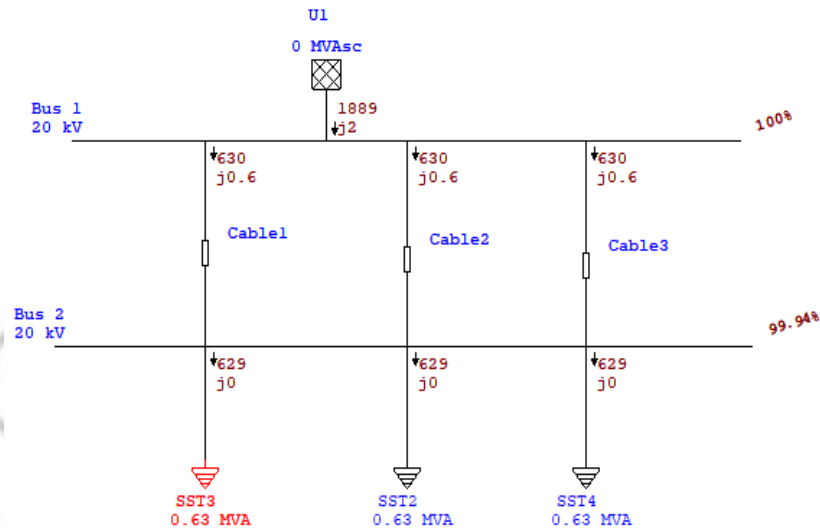 U1
0 MVAsc
Bus 1
20 kV
1889
j2
100%
630
j0.6
630
j0.6
630
j0.6
Cable1
Cable2
Cable3
Bus 2
20 kV
99.94%
629
j0
629
j0
629
j0
SST3
0.63 MVA
SST2
0.63 MVA
SST4
0.63 MVA